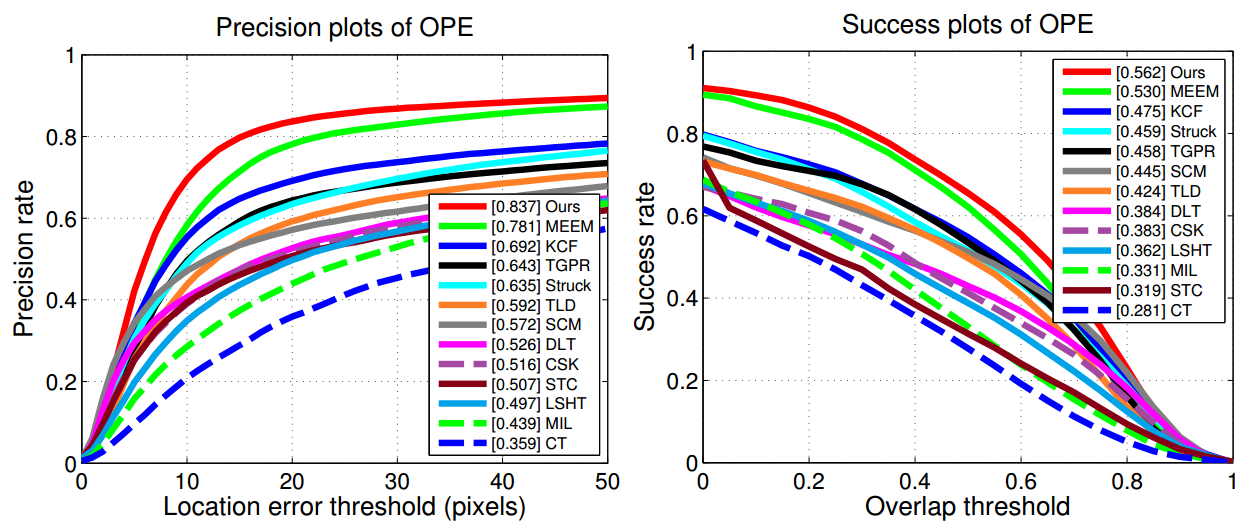 Precision plots of OPE
Precision rate
1
0.8
0.6
0.4
0.2
0
0
10
20
30
40
50
Location error threshold (pixels)
[0.837] Ours
[0.781] MEEM
[0.692] KCF
[0.643] TGPR
[0.635] Struck
[0.592] TLD
[0.572] SCM
[0.526] DLT
[0.516] CSK
[0.507] STC
[0.497] LSHT
[0.439] MIL
[0.359] CT
Success plots of OPE
Success rate
1
0.8
0.6
0.4
0.2
0
0
0.2
0.4
0.6
0.8
1
Overlap threshold
[0.562] Ours
[0.530] MEEM
[0.475] KCF
[0.459] Struck
[0.458] TGPR
[0.445] SCM
[0.424] TLD
[0.384] DLT
[0.383] CSK
[0.362] LSHT
[0.331] MIL
[0.319] STC
[0.281] CT